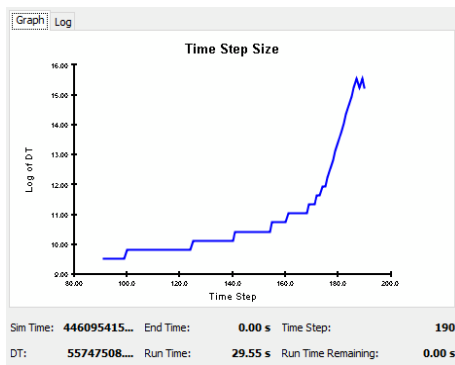 Graph Log
Time Step Size
16.00
15.00
14.00
13.00
12.00
11.00
10.00
9.00
Log of DT
80.0 100.0 120.0 140.0 160.0 180.0 200.0
Time Step
Sim Time: 446095415... End Time: 0.00 s Time Step: 190
DT: 55747508.... Run Time: 29.55 s Run Time Remaining: 0.00 s